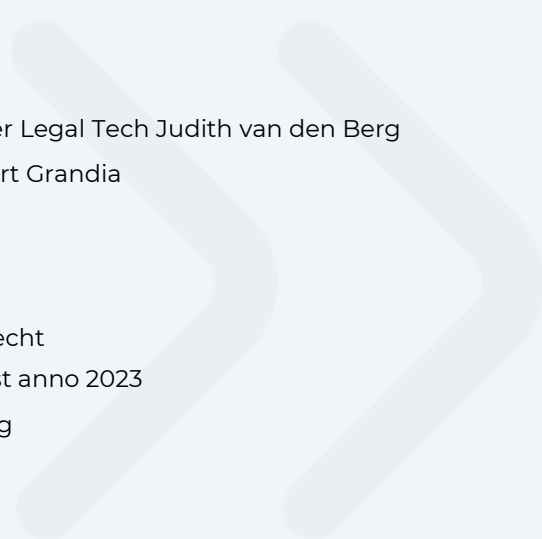 er Legal Tech Judith van den Berg
rt Grandia
echt
st anno 2023
g